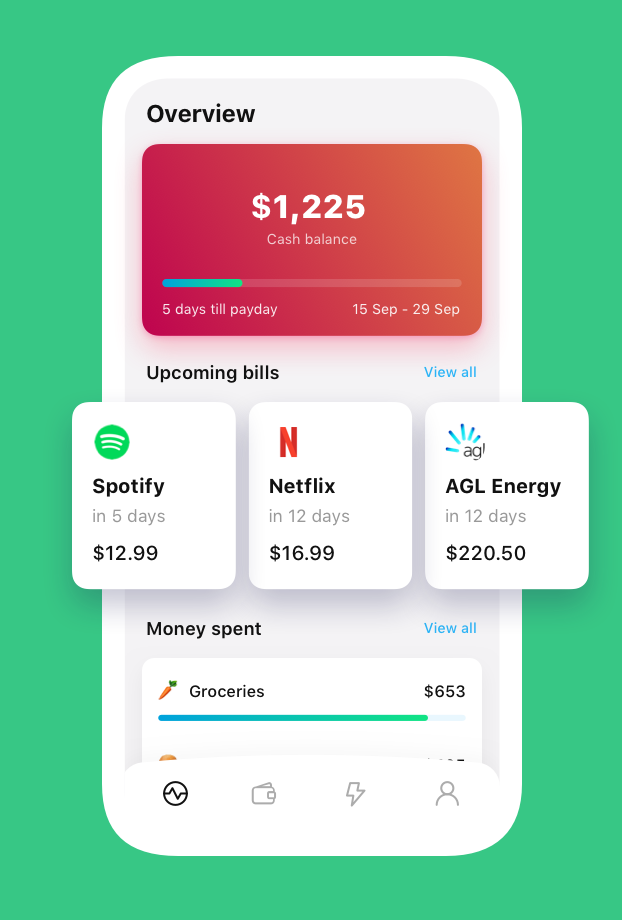 Overview
$1,225
Cash balance
5 days till payday
15 Sep - 29 Sep
Upcoming bills
View all
Spotify
in 5 days
$12.99
N
Netflix
in 12 days
$16.99
agl
AGL Energy
in 12 days
$220.50
Money spent
View all
Groceries
$653